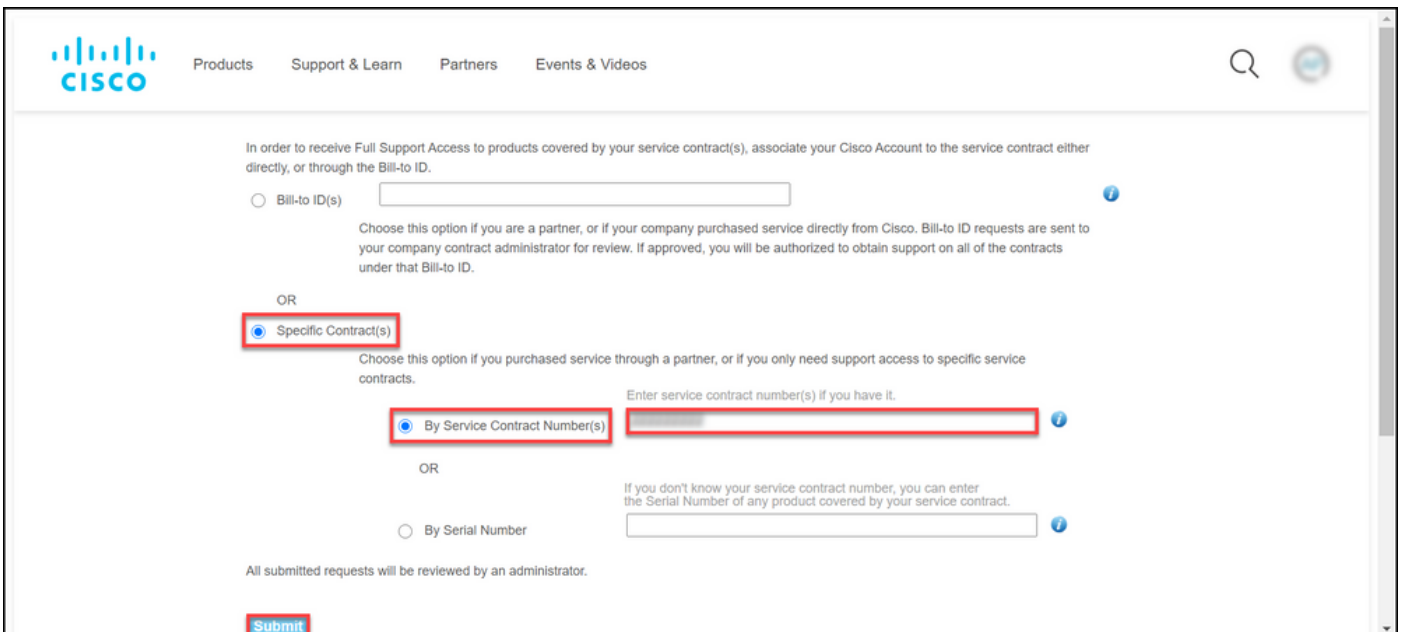 CISCO
Products Support & Learn Partners Events & Videos
In order to receive Full Support Access to products covered by your service contract(s), associate your Cisco Account to the service contract either
directly, or through the Bill-to ID.
Bill-to ID(s)
Choose this option if you are a partner, or if your company purchased service directly from Cisco. Bill-to ID requests are sent to
your company contract administrator for review. If approved, you will be authorized to obtain support on all of the contracts
under that Bill-to ID.
OR
Specific Contract(s)
Choose this option if you purchased service through a partner, or if you only need support access to specific service
contracts.
Enter service contract number(s) if you have it.
By Service Contract Number(s)
OR
If you don't know your service contract number, you can enter
the Serial Number of any product covered by your service contract.
By Serial Number
All submitted requests will be reviewed by an administrator.
Submit